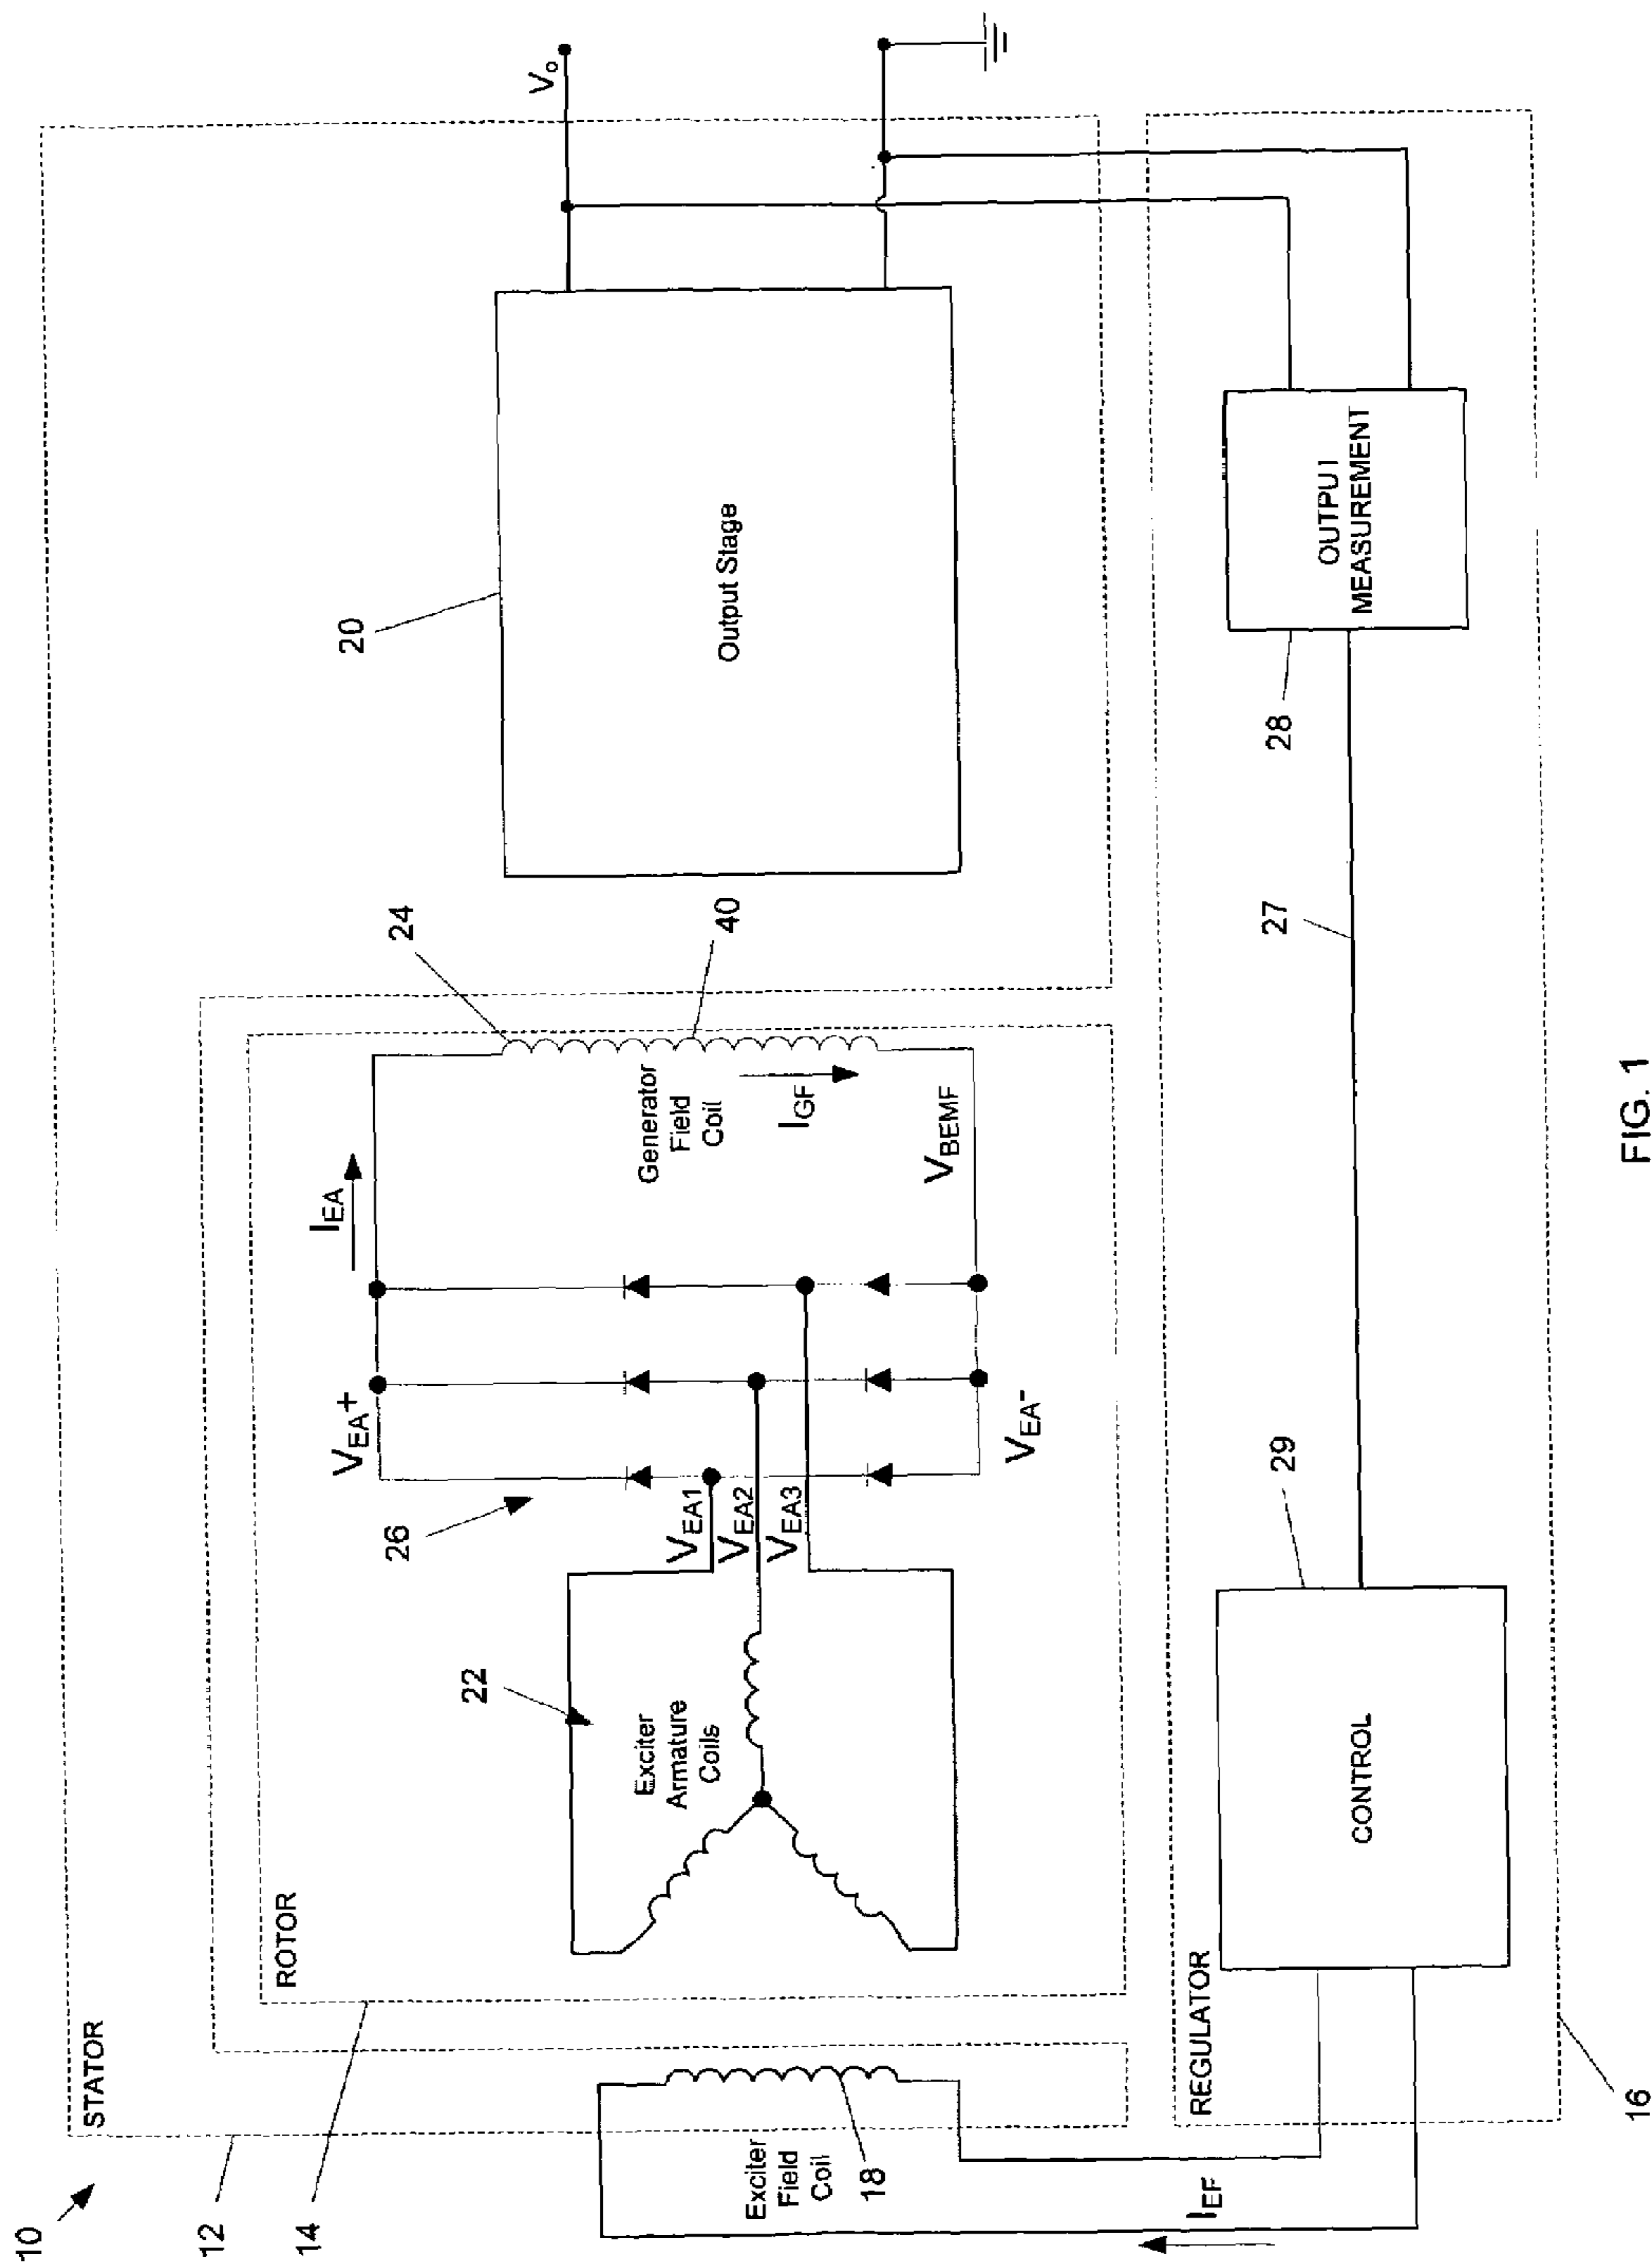 10
12
STATOR
14
ROTOR
Exciter
Field
Coil
18
I_EF
22
Exciter
Armature
Coils
26
V_EA+
I_EA
V_EA1
V_EA2
V_EA3
V_EA-
24
40
Generator
Field
Coil
I_GF
V_BEMF
20
Output Stage
V_o
REGULATOR
16
CONTROL
29
27
28
OUTPUT
MEASUREMENT
FIG. 1